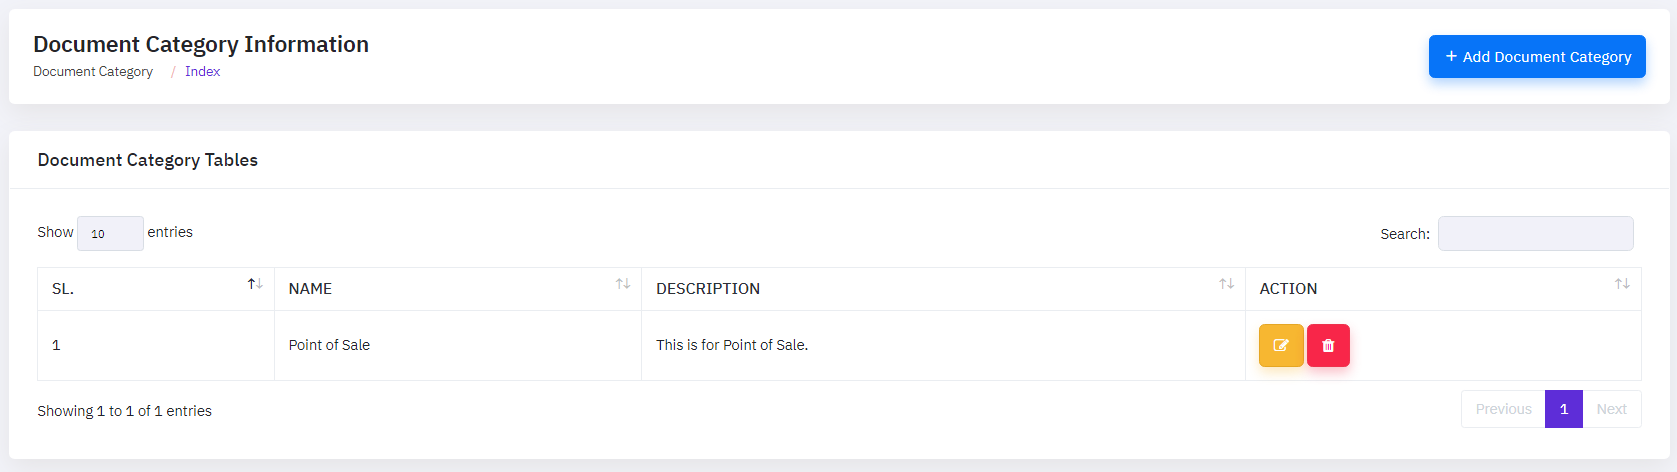 Document Category Information
Document Category / Index
+ Add Document Category
Document Category Tables
Show 10 entries
Search:
SL. NAME DESCRIPTION ACTION
1 Point of Sale This is for Point of Sale.
Showing 1 to 1 of 1 entries
Previous 1 Next